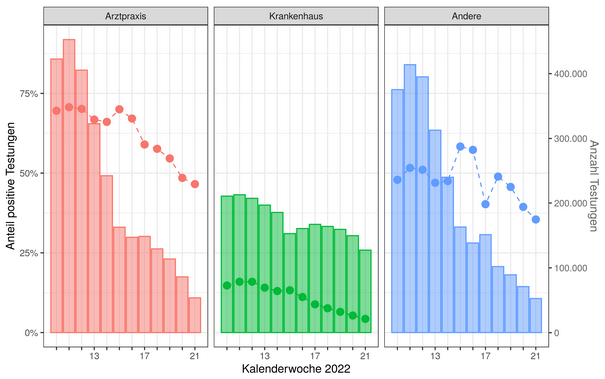 Arztpraxis Krankenhaus Andere
Anteil positive Testungen
75%
50%
25%
0%
400.000
300.000
200.000
100.000
0
Anzahl Testungen
13 17 21 13 17 21 13 17 21
Kalenderwoche 2022